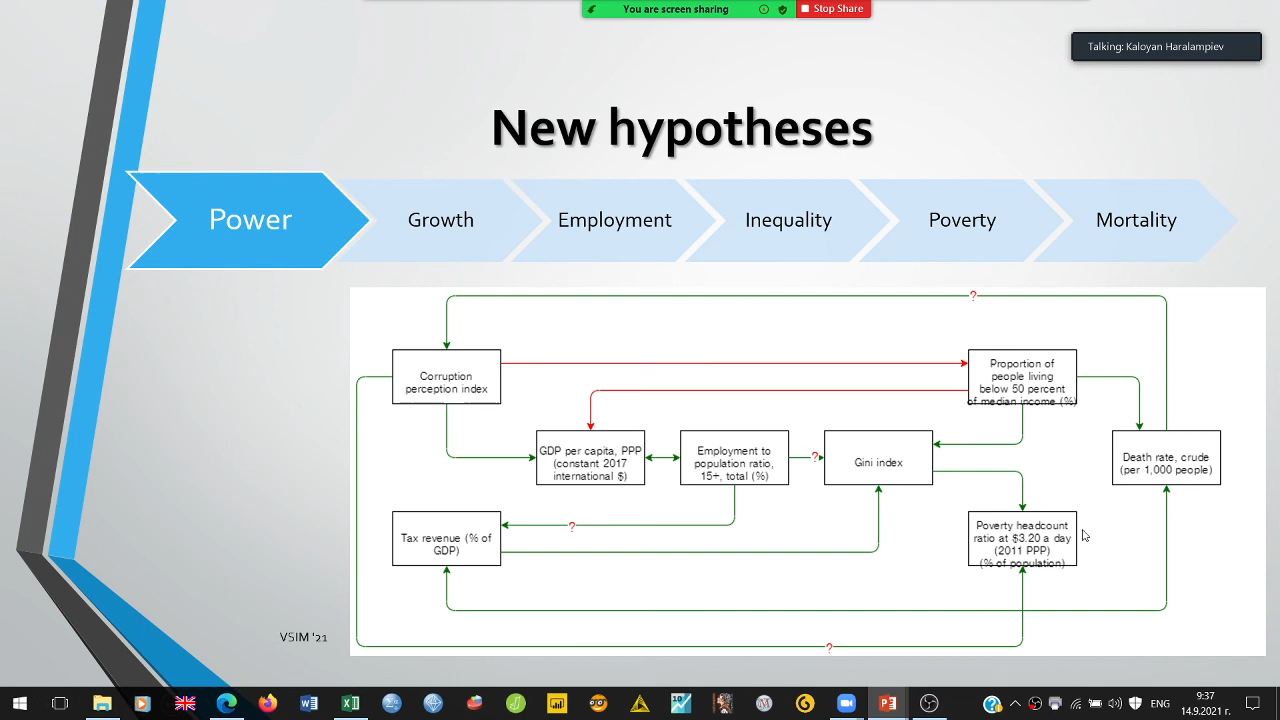 You are screen sharing
Stop Share
Talking: Kaloyan Haralampiev
New hypotheses
Power
Growth
Employment
Inequality
Poverty
Mortality
?
Corruption
perception index
Proportion of
people living
below 50 percent
of median income (%)
GDP per capita, PPP
(constant 2017
international $)
Employment to
population ratio,
15+, total (%)
?
Gini index
Death rate, crude
(per 1,000 people)
?
Tax revenue (% of
GDP)
Poverty headcount
ratio at $3.20 a day
(2011 PPP)
(% of population)
?
VSIM '21
10
ENG
9:37
14.9.2021 г.